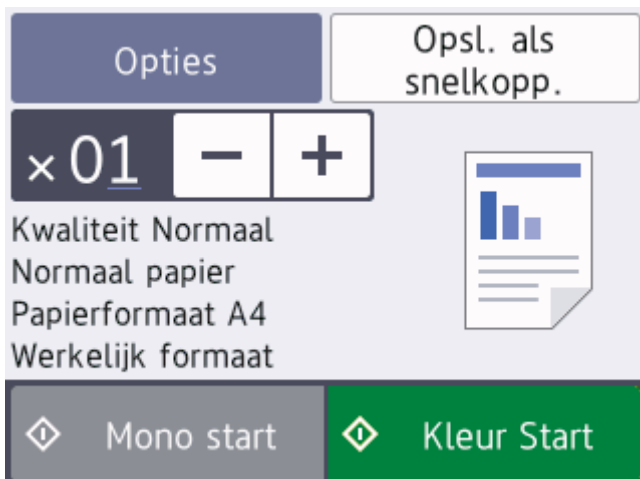 Opties
Opsl. als
snelkopp.
×01 − +
Kwaliteit Normaal
Normaal papier
Papierformaat A4
Werkelijk formaat
Mono start
Kleur Start